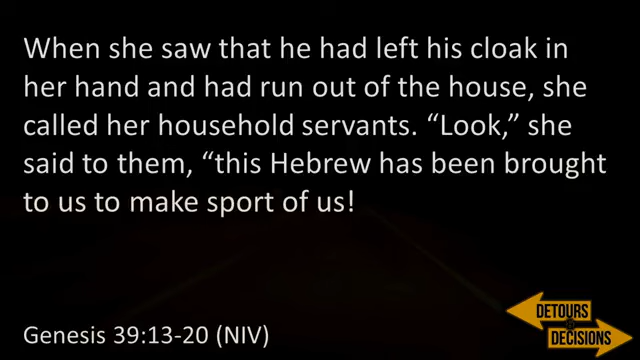 When she saw that he had left his cloak in
her hand and had run out of the house, she
called her household servants. “Look,” she
said to them, “this Hebrew has been brought
to us to make sport of us!
Genesis 39:13-20 (NIV)
DETOURS
&
DECISIONS